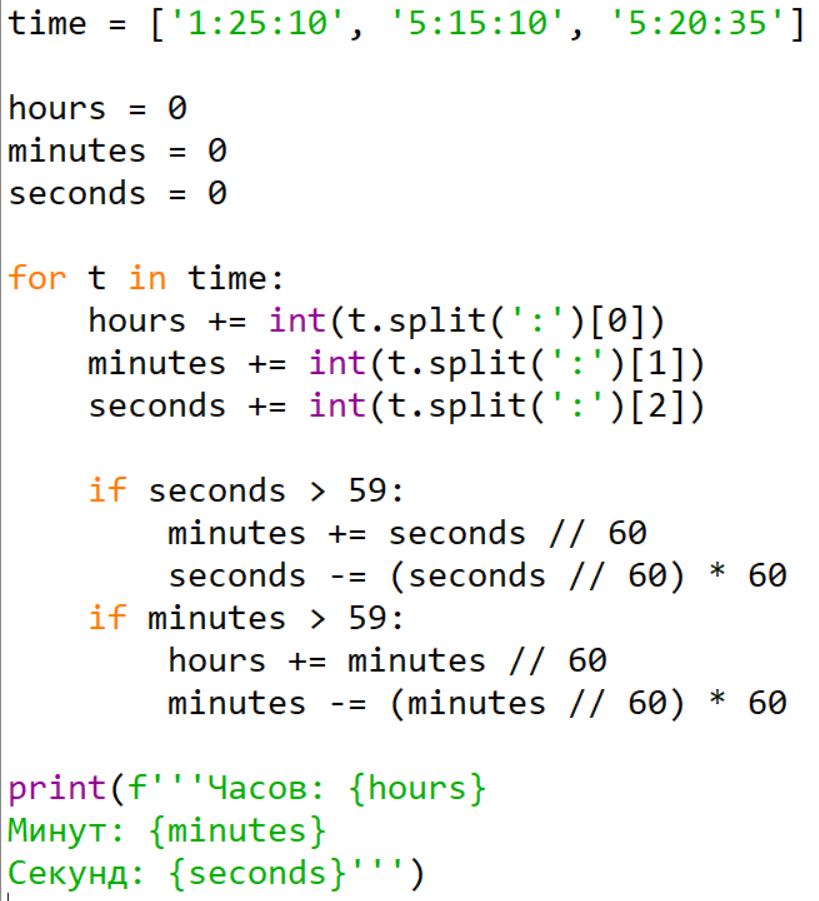 time = ['1:25:10', '5:15:10', '5:20:35']

hours = 0
minutes = 0
seconds = 0

for t in time:
    hours += int(t.split(':')[0])
    minutes += int(t.split(':')[1])
    seconds += int(t.split(':')[2])

    if seconds > 59:
        minutes += seconds // 60
        seconds -= (seconds // 60) * 60
    if minutes > 59:
        hours += minutes // 60
        minutes -= (minutes // 60) * 60

print(f'''Часов: {hours}
Минут: {minutes}
Секунд: {seconds}''')